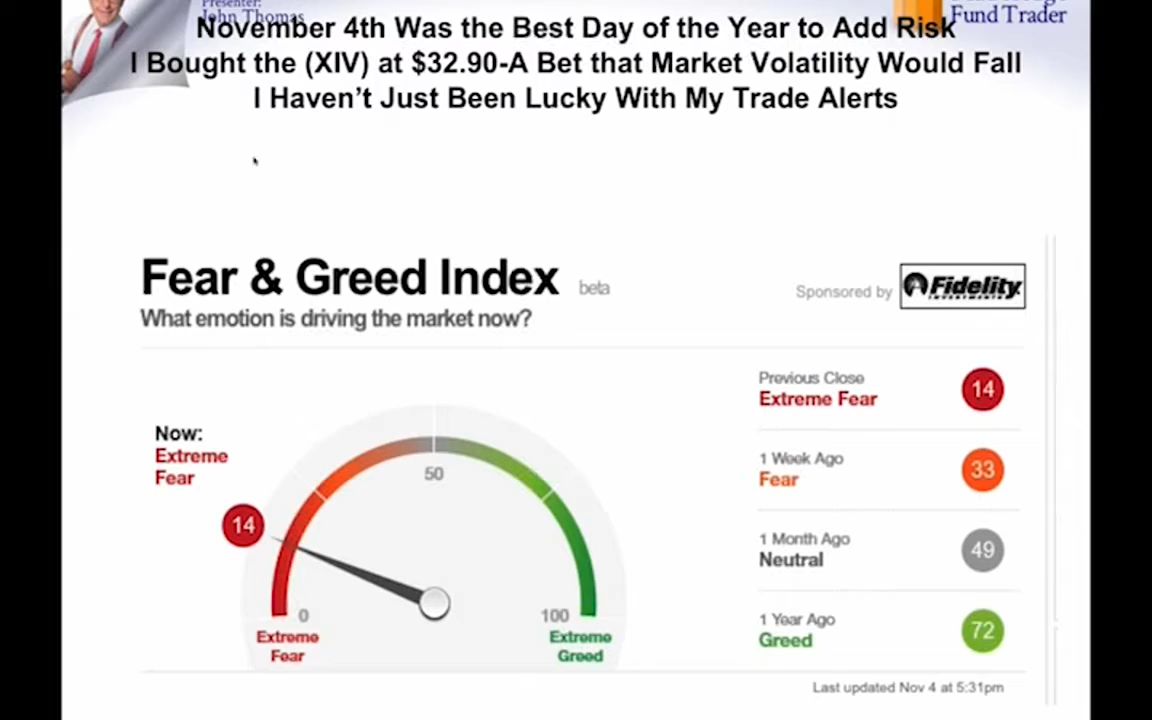 Presenter:
John Thomas
Fund Trader
November 4th Was the Best Day of the Year to Add Risk
I Bought the (XIV) at $32.90-A Bet that Market Volatility Would Fall
I Haven't Just Been Lucky With My Trade Alerts
Fear & Greed Index beta
What emotion is driving the market now?
Sponsored by Fidelity
INVESTMENTS
Now:
Extreme
Fear
14
50
0
100
Extreme
Fear
Extreme
Greed
Previous Close
Extreme Fear
14
1 Week Ago
Fear
33
1 Month Ago
Neutral
49
1 Year Ago
Greed
72
Last updated Nov 4 at 5:31pm